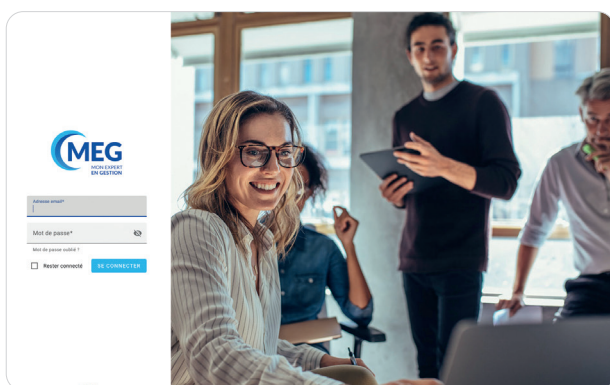 MEG
MON EXPERT
EN GESTION
Adresse email*
Mot de passe*
Mot de passe oublié ?
Rester connecté
SE CONNECTER